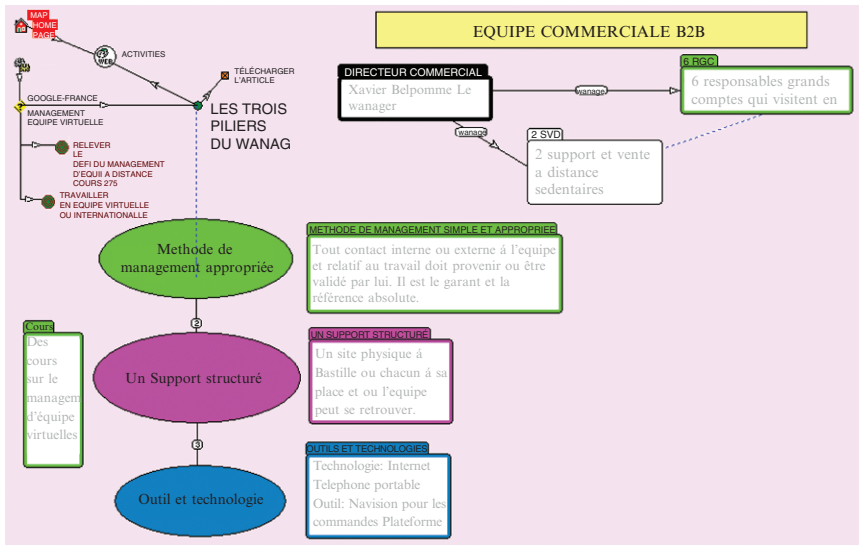 MAP
HOME
PAGE
WEB
ACTIVITIES
TÉLÉCHARGER
L'ARTICLE
GOOGLE-FRANCE
MANAGEMENT
EQUIPE VIRTUELLE
RELEVER
LE
DEFI DU MANAGEMENT
D'EQUII A DISTANCE
COURS 275
TRAVAILLER
EN EQUIPE VIRTUELLE
OU INTERNATIONALLE
LES TROIS
PILIERS
DU WANAG
EQUIPE COMMERCIALE B2B
DIRECTEUR COMMERCIAL
Xavier Belpomme Le
wanager
wanage
wanage
6 RGC
6 responsables grands
comptes qui visitent en
2 SVD
2 support et vente
a distance
sedentaires
Methode de
management appropriée
METHODE DE MANAGEMENT SIMPLE ET APPROPRIEE
Tout contact interne ou externe á l'equipe
et relatif au travail doit provenir ou être
validé par lui. Il est le garant et la
référence absolute.
2
Cours
Des
cours
sur le
managem
d'équipe
virtuelles
Un Support structuré
UN SUPPORT STRUCTURÉ
Un site physique á
Bastille ou chacun á sa
place et ou l'equipe
peut se retrouver.
3
Outil et technologie
OUTILS ET TECHNOLOGIES
Technologie: Internet
Telephone portable
Outil: Navision pour les
commandes Plateforme